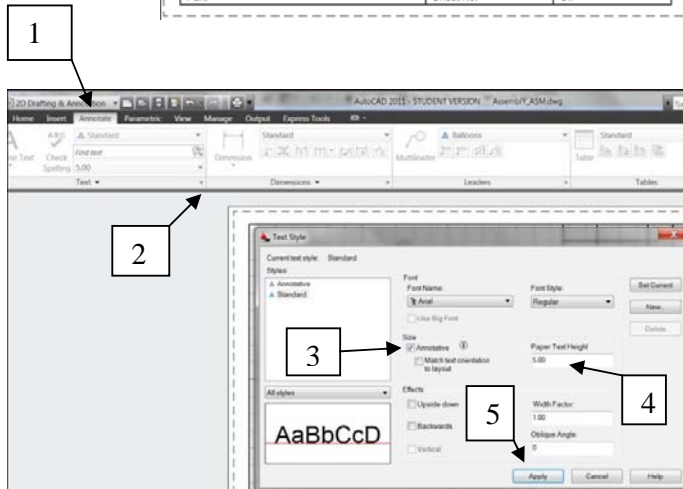 1
2D Drafting & Annotation
AutoCAD 2011 - STUDENT VERSION AssemblY_ASM.dwg
Home Insert Annotate Parametric View Manage Output Express Tools
Standard
Text
Check
Spelling
Find text
5.00
Text
Dimension
Standard
Dimensions
Multileader
Balloons
Leaders
Table
Standard
Tables
2
Text Style
Current text style: Standard
Styles:
Annotative
Standard
Font
Font Name:
Arial
Font Style:
Regular
Use Big Font
Set Current
New...
Delete
Size
3
Annotative
Match text orientation
to layout
Paper Text Height
5.00
4
All styles
AaBbCcD
Effects
Upside down
Backwards
Vertical
5
Width Factor:
1.00
Oblique Angle:
0
Apply Cancel Help